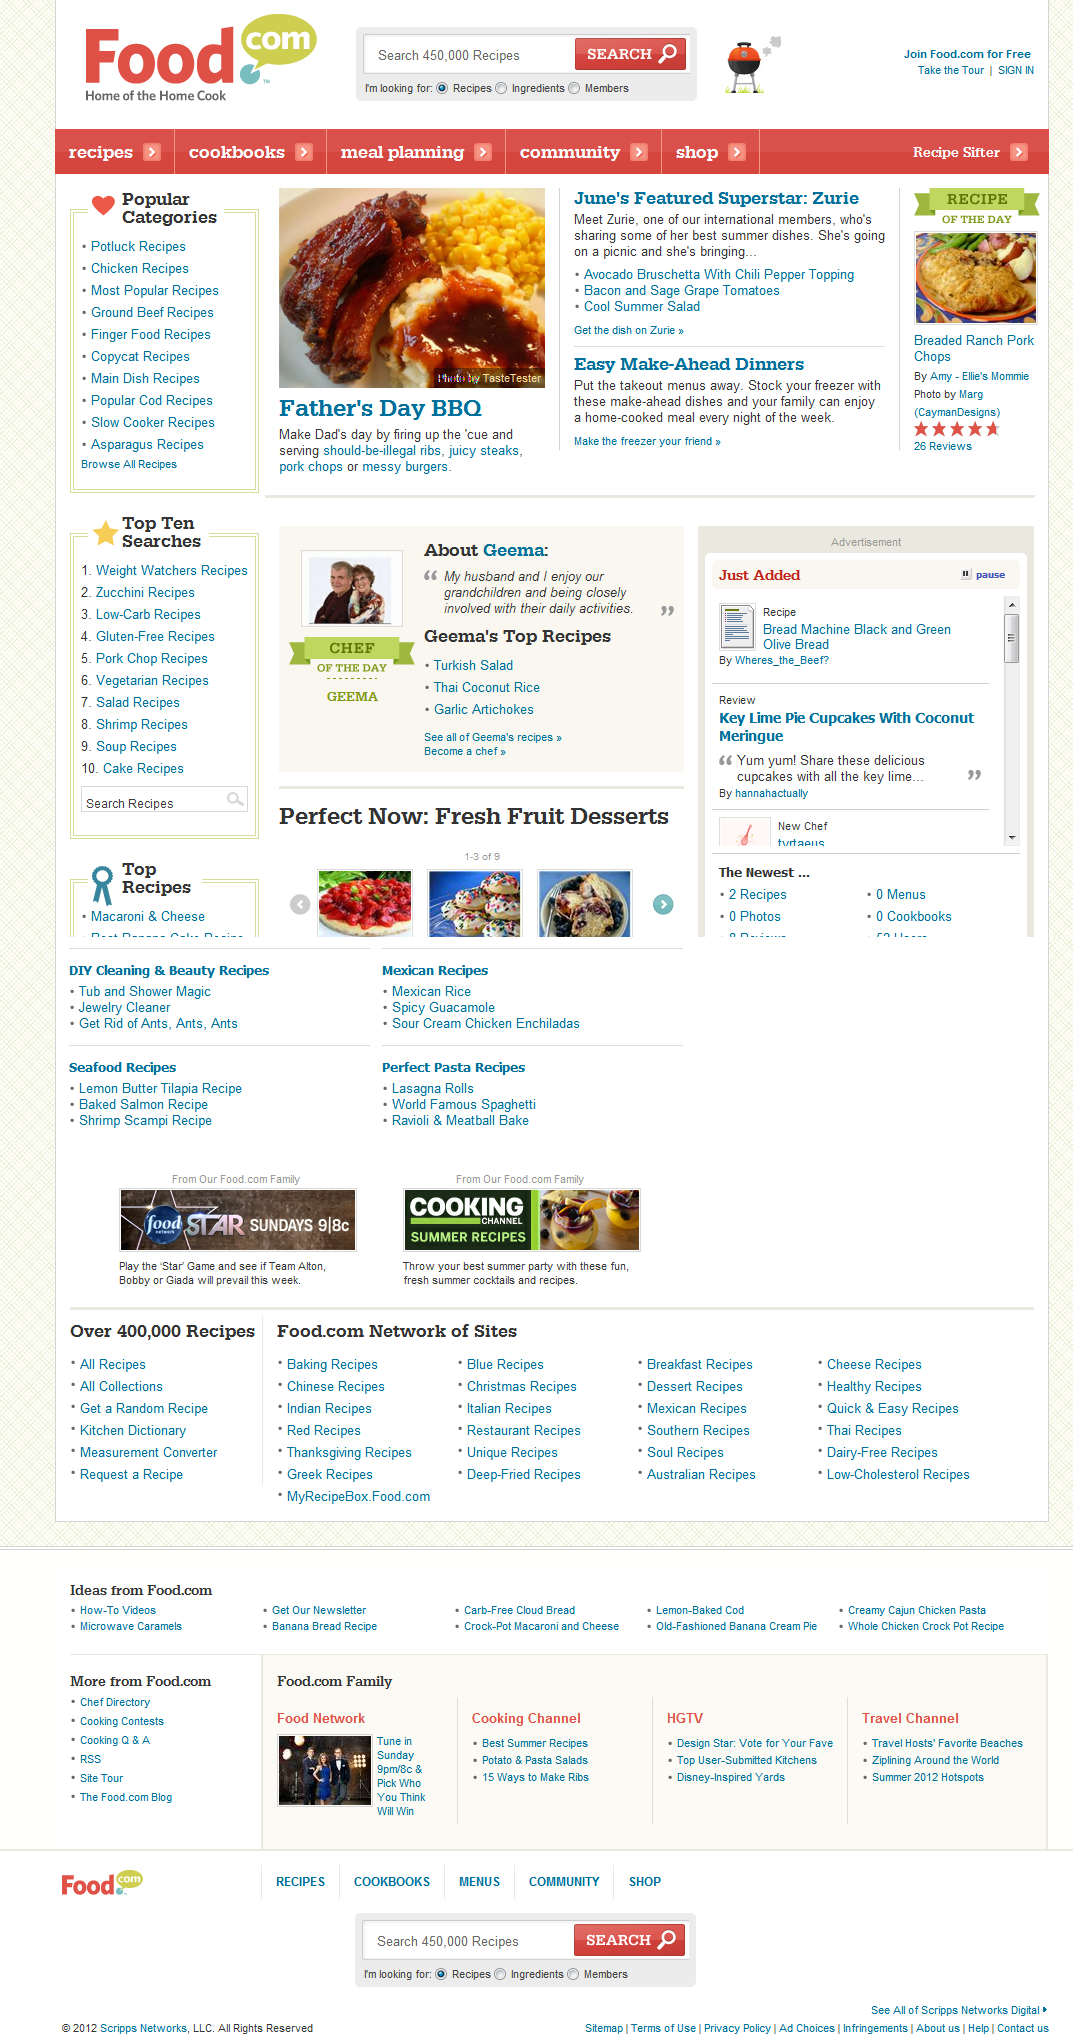 Food.com
™
Home of the Home Cook
Search 450,000 Recipes
SEARCH
I'm looking for: Recipes Ingredients Members
Join Food.com for Free
Take the Tour | SIGN IN
recipes
cookbooks
meal planning
community
shop
Recipe Sifter
Popular
Categories
• Potluck Recipes
• Chicken Recipes
• Most Popular Recipes
• Ground Beef Recipes
• Finger Food Recipes
• Copycat Recipes
• Main Dish Recipes
• Popular Cod Recipes
• Slow Cooker Recipes
• Asparagus Recipes
Browse All Recipes
Photo by TasteTester
Father's Day BBQ
Make Dad's day by firing up the 'cue and
serving should-be-illegal ribs, juicy steaks,
pork chops or messy burgers.
June's Featured Superstar: Zurie
Meet Zurie, one of our international members, who's
sharing some of her best summer dishes. She's going
on a picnic and she's bringing...
• Avocado Bruschetta With Chili Pepper Topping
• Bacon and Sage Grape Tomatoes
• Cool Summer Salad
Get the dish on Zurie »
Easy Make-Ahead Dinners
Put the takeout menus away. Stock your freezer with
these make-ahead dishes and your family can enjoy
a home-cooked meal every night of the week.
Make the freezer your friend »
RECIPE
OF THE DAY
Breaded Ranch Pork
Chops
By Amy - Ellie's Mommie
Photo by Marg
(CaymanDesigns)
26 Reviews
Top Ten
Searches
1. Weight Watchers Recipes
2. Zucchini Recipes
3. Low-Carb Recipes
4. Gluten-Free Recipes
5. Pork Chop Recipes
6. Vegetarian Recipes
7. Salad Recipes
8. Shrimp Recipes
9. Soup Recipes
10. Cake Recipes
Search Recipes
Top
Recipes
• Macaroni & Cheese
• Best Banana Cake Recipe
CHEF
OF THE DAY
GEEMA
About Geema:
“ My husband and I enjoy our
grandchildren and being closely
involved with their daily activities. ”
Geema's Top Recipes
• Turkish Salad
• Thai Coconut Rice
• Garlic Artichokes
See all of Geema's recipes »
Become a chef »
Perfect Now: Fresh Fruit Desserts
1-3 of 9
Advertisement
Just Added
pause
Recipe
Bread Machine Black and Green
Olive Bread
By Wheres_the_Beef?
Review
Key Lime Pie Cupcakes With Coconut
Meringue
“ Yum yum! Share these delicious
cupcakes with all the key lime... ”
By hannahactually
New Chef
tyrtaeus
The Newest ...
• 2 Recipes
• 0 Menus
• 0 Photos
• 0 Cookbooks
• 8 Reviews
• 52 Users
DIY Cleaning & Beauty Recipes
• Tub and Shower Magic
• Jewelry Cleaner
• Get Rid of Ants, Ants, Ants
Mexican Recipes
• Mexican Rice
• Spicy Guacamole
• Sour Cream Chicken Enchiladas
Seafood Recipes
• Lemon Butter Tilapia Recipe
• Baked Salmon Recipe
• Shrimp Scampi Recipe
Perfect Pasta Recipes
• Lasagna Rolls
• World Famous Spaghetti
• Ravioli & Meatball Bake
From Our Food.com Family
food network STAR SUNDAYS 9|8c
Play the 'Star' Game and see if Team Alton,
Bobby or Giada will prevail this week.
From Our Food.com Family
COOKING
CHANNEL
SUMMER RECIPES
Throw your best summer party with these fun,
fresh summer cocktails and recipes.
Over 400,000 Recipes
• All Recipes
• All Collections
• Get a Random Recipe
• Kitchen Dictionary
• Measurement Converter
• Request a Recipe
Food.com Network of Sites
• Baking Recipes
• Chinese Recipes
• Indian Recipes
• Red Recipes
• Thanksgiving Recipes
• Greek Recipes
• MyRecipeBox.Food.com
• Blue Recipes
• Christmas Recipes
• Italian Recipes
• Restaurant Recipes
• Unique Recipes
• Deep-Fried Recipes
• Breakfast Recipes
• Dessert Recipes
• Mexican Recipes
• Southern Recipes
• Soul Recipes
• Australian Recipes
• Cheese Recipes
• Healthy Recipes
• Quick & Easy Recipes
• Thai Recipes
• Dairy-Free Recipes
• Low-Cholesterol Recipes
Ideas from Food.com
• How-To Videos
• Microwave Caramels
• Get Our Newsletter
• Banana Bread Recipe
• Carb-Free Cloud Bread
• Crock-Pot Macaroni and Cheese
• Lemon-Baked Cod
• Old-Fashioned Banana Cream Pie
• Creamy Cajun Chicken Pasta
• Whole Chicken Crock Pot Recipe
More from Food.com
• Chef Directory
• Cooking Contests
• Cooking Q & A
• RSS
• Site Tour
• The Food.com Blog
Food.com Family
Food Network
Tune in
Sunday
9pm/8c &
Pick Who
You Think
Will Win
Cooking Channel
• Best Summer Recipes
• Potato & Pasta Salads
• 15 Ways to Make Ribs
HGTV
• Design Star: Vote for Your Fave
• Top User-Submitted Kitchens
• Disney-Inspired Yards
Travel Channel
• Travel Hosts' Favorite Beaches
• Ziplining Around the World
• Summer 2012 Hotspots
Food.com
RECIPES
COOKBOOKS
MENUS
COMMUNITY
SHOP
Search 450,000 Recipes
SEARCH
I'm looking for: Recipes Ingredients Members
See All of Scripps Networks Digital
© 2012 Scripps Networks, LLC. All Rights Reserved
Sitemap | Terms of Use | Privacy Policy | Ad Choices | Infringements | About us | Help | Contact us